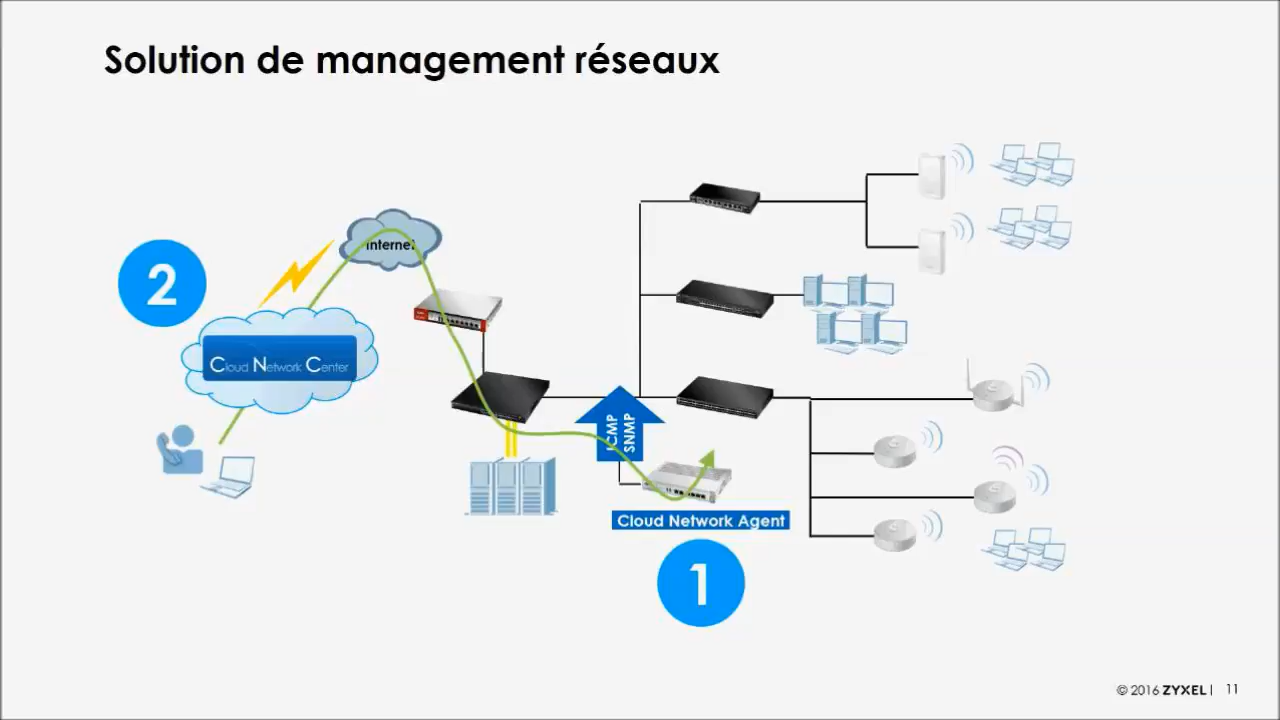 Solution de management réseaux
Internet
2
Cloud Network Center
ICMP
SNMP
Cloud Network Agent
1
© 2016 ZYXEL | 11